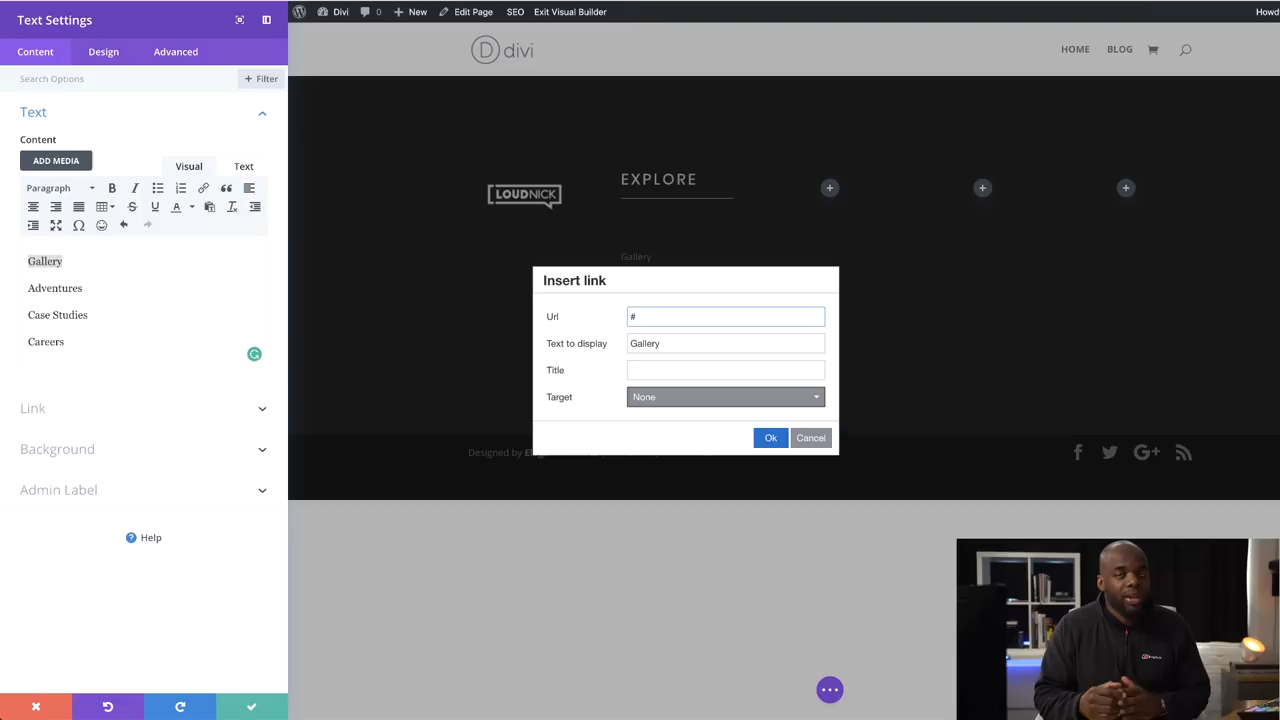 Text Settings
Divi
0
New
Edit Page
SEO
Exit Visual Builder
Howd
Content
Design
Advanced
D divi
HOME
BLOG
Search Options
+ Filter
Text
Content
ADD MEDIA
Visual
Text
Paragraph
B
I
U
A
Gallery
Adventures
Case Studies
Careers
Link
Background
Admin Label
? Help
LOUDNICK
EXPLORE
Gallery
Insert link
Url
#
Text to display
Gallery
Title
Target
None
Ok
Cancel
Designed by